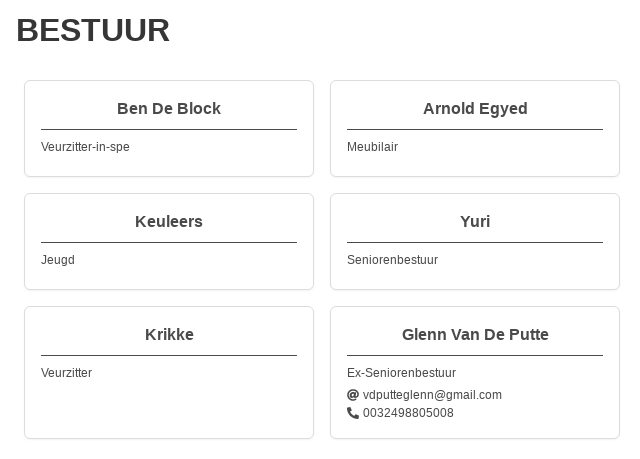 BESTUUR
Ben De Block
Veurzitter-in-spe
Arnold Egyed
Meubilair
Keuleers
Jeugd
Yuri
Seniorenbestuur
Krikke
Veurzitter
Glenn Van De Putte
Ex-Seniorenbestuur
vdputteglenn@gmail.com
0032498805008